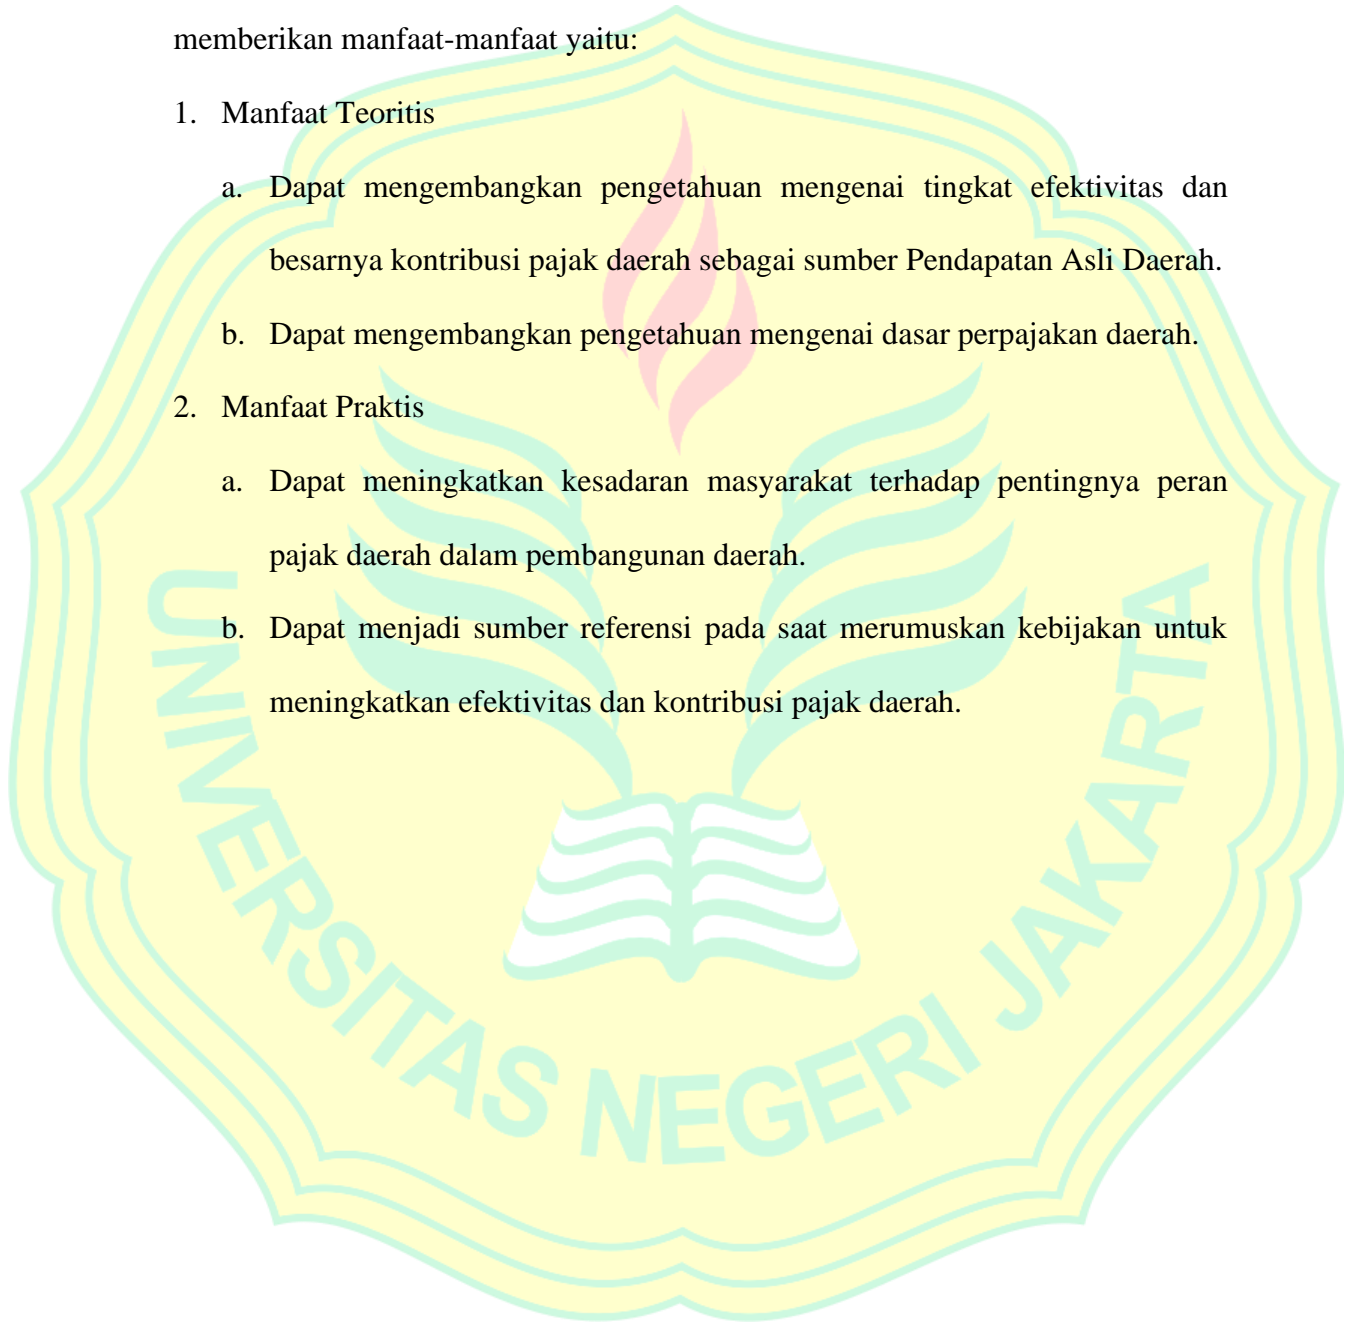 memberikan manfaat-manfaat yaitu:
1. Manfaat Teoritis
a. Dapat mengembangkan pengetahuan mengenai tingkat efektivitas dan
besarnya kontribusi pajak daerah sebagai sumber Pendapatan Asli Daerah.
b. Dapat mengembangkan pengetahuan mengenai dasar perpajakan daerah.
2. Manfaat Praktis
a. Dapat meningkatkan kesadaran masyarakat terhadap pentingnya peran
pajak daerah dalam pembangunan daerah.
b. Dapat menjadi sumber referensi pada saat merumuskan kebijakan untuk
meningkatkan efektivitas dan kontribusi pajak daerah.
UNIVERSITAS NEGERI JAKARTA